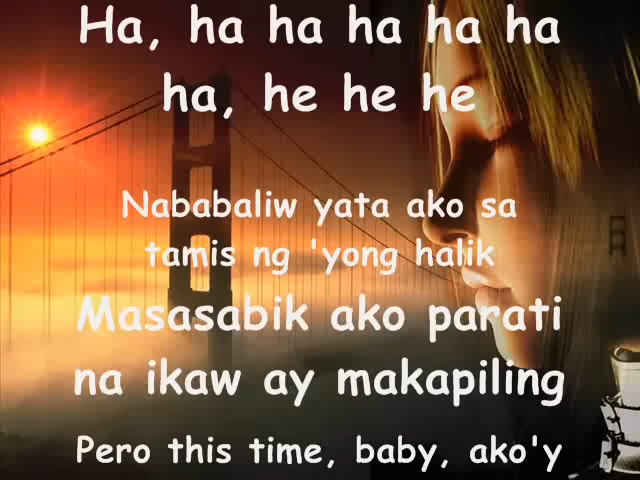 Ha, ha ha ha ha ha
ha, he he he
Nababaliw yata ako sa
tamis ng 'yong halik
Masasabik ako parati
na ikaw ay makapiling
Pero this time, baby, ako'y